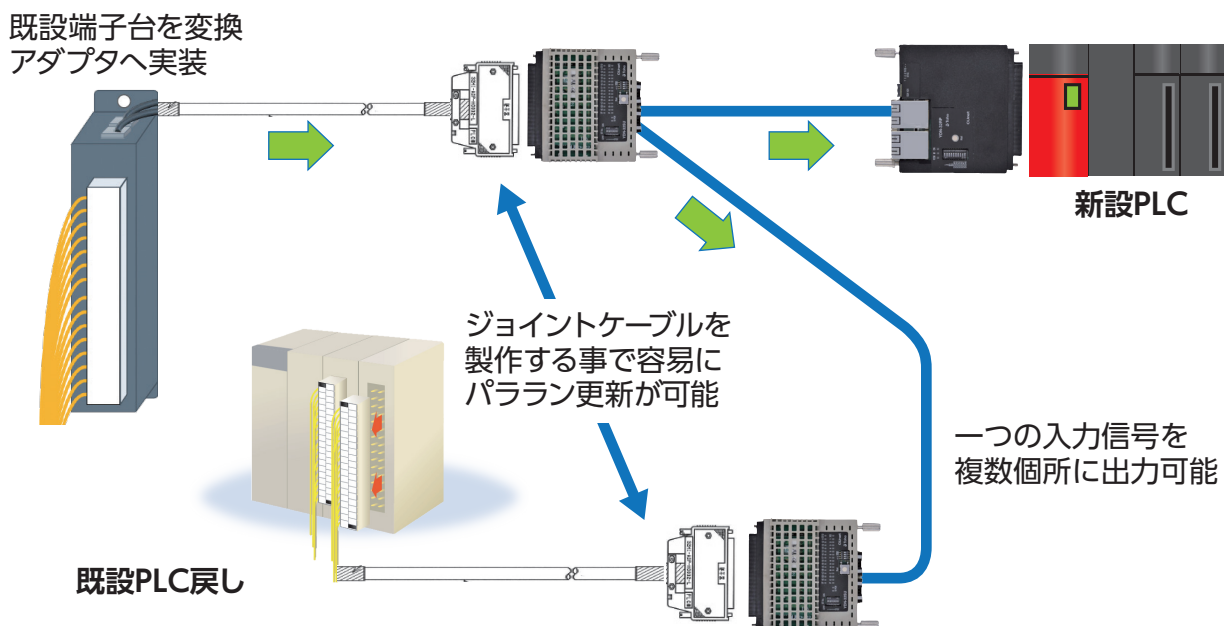 既設端子台を変換
アダプタへ実装
新設PLC
ジョイントケーブルを
製作する事で容易に
パララン更新が可能
一つの入力信号を
複数個所に出力可能
既設PLC戻し